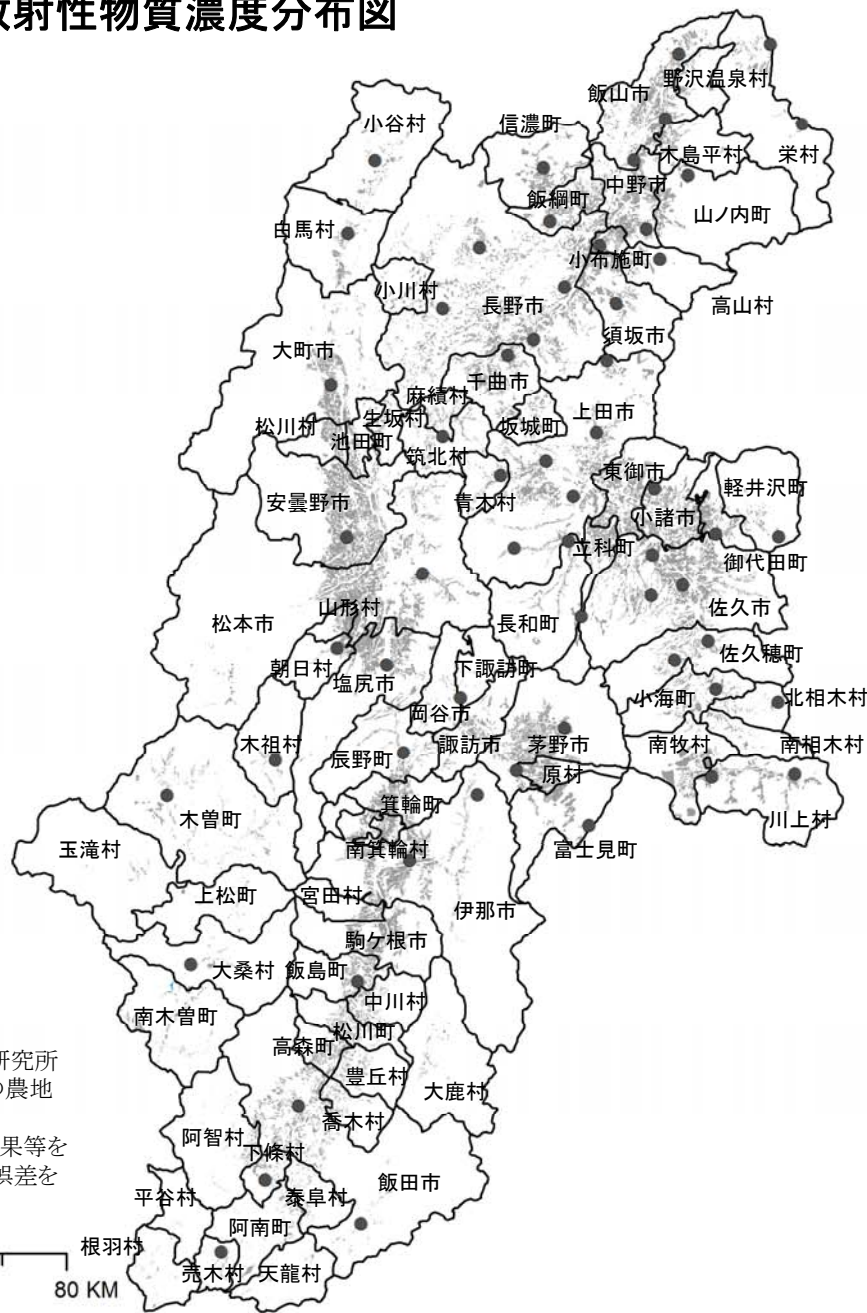 放射性物質濃度分布図
野沢温泉村
飯山市
小谷村
信濃町
木島平村
栄村
中野市
飯綱町
山ノ内町
白馬村
小布施町
小川村
長野市
高山村
須坂市
大町市
千曲市
麻績村
生坂村
坂城町
上田市
松川村
池田町
筑北村
東御市
軽井沢町
安曇野市
青木村
小諸市
立科町
御代田町
山形村
佐久市
松本市
長和町
佐久穂町
朝日村
下諏訪町
塩尻市
小海町
北相木村
岡谷市
木祖村
諏訪市
茅野市
南牧村
南相木村
辰野町
原村
箕輪町
木曽町
川上村
玉滝村
南箕輪村
富士見町
上松町
宮田村
伊那市
駒ケ根市
大桑村
飯島町
中川村
南木曽町
松川町
高森町
研究所
の農地
豊丘村
大鹿村
喬木村
阿智村
果等を
下條村
誤差を
飯田市
平谷村
泰阜村
阿南町
根羽村
売木村
天龍村
80 KM